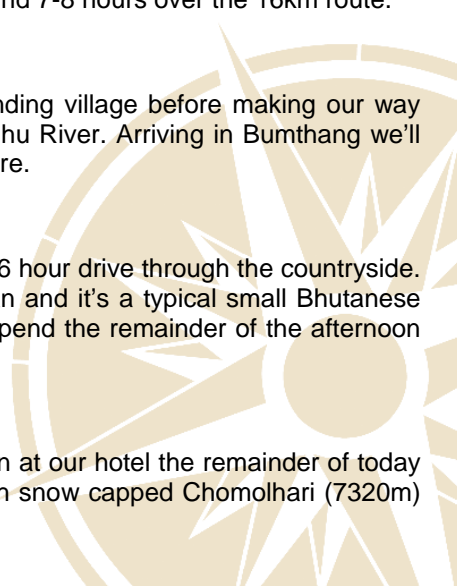 nd 7-8 hours over the 16km route.
nding village before making our way
hu River. Arriving in Bumthang we'll
re.
6 hour drive through the countryside.
n and it's a typical small Bhutanese
pend the remainder of the afternoon
n at our hotel the remainder of today
n snow capped Chomolhari (7320m)